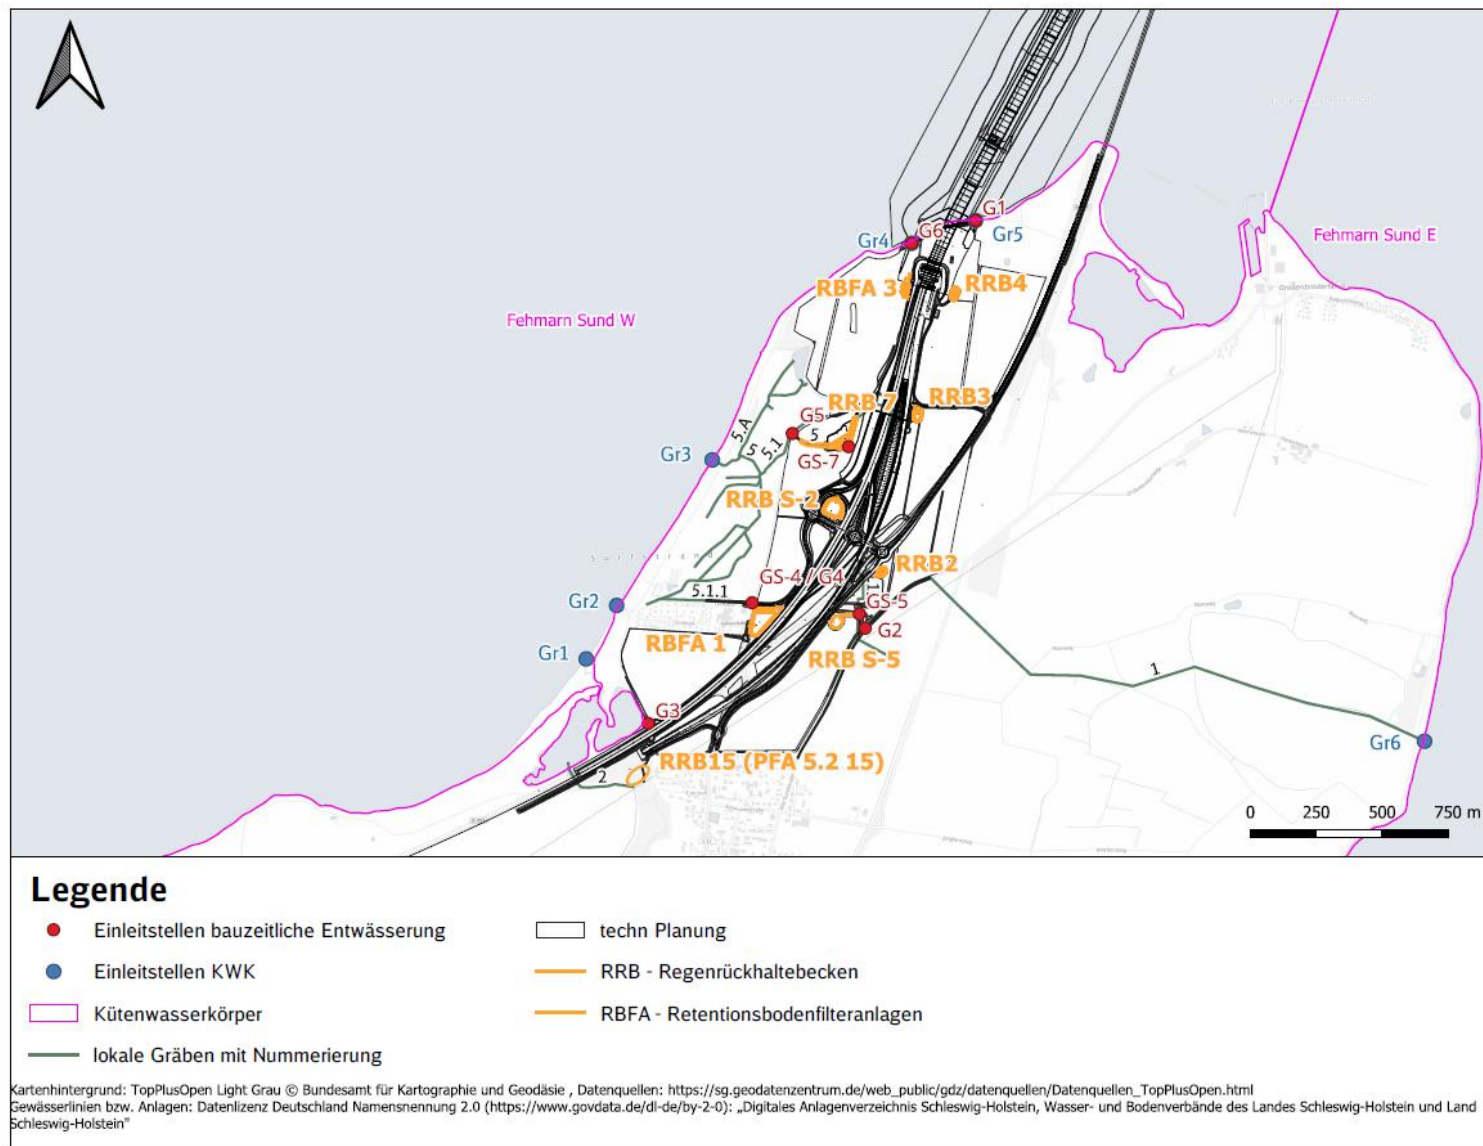 G1
G6
Gr4
Gr5
Fehmarn Sund E
RBFA 3
RRB4
Fehmarn Sund W
RRB 7
RRB3
G5
5
5.A
5
5.1
Gr3
GS-7
RRB S-2
RRB2
GS-4 / G4
5.1.1
GS-5
Gr2
G2
RBFA 1
RRB S-5
Gr1
1
G3
Gr6
RRB15 (PFA 5.2 15)
2
0 250 500 750 m
Legende
Einleitstellen bauzeitliche Entwässerung
techn Planung
Einleitstellen KWK
RRB - Regenrückhaltebecken
Kütenwasserkörper
RBFA - Retentionsbodenfilteranlagen
lokale Gräben mit Nummerierung
Kartenhintergrund: TopPlusOpen Light Grau © Bundesamt für Kartographie und Geodäsie , Datenquellen: https://sg.geodatenzentrum.de/web_public/gdz/datenquellen/Datenquellen_TopPlusOpen.html
Gewässerlinien bzw. Anlagen: Datenlizenz Deutschland Namensnennung 2.0 (https://www.govdata.de/dl-de/by-2-0): „Digitales Anlagenverzeichnis Schleswig-Holstein, Wasser- und Bodenverbände des Landes Schleswig-Holstein und Land
Schleswig-Holstein"